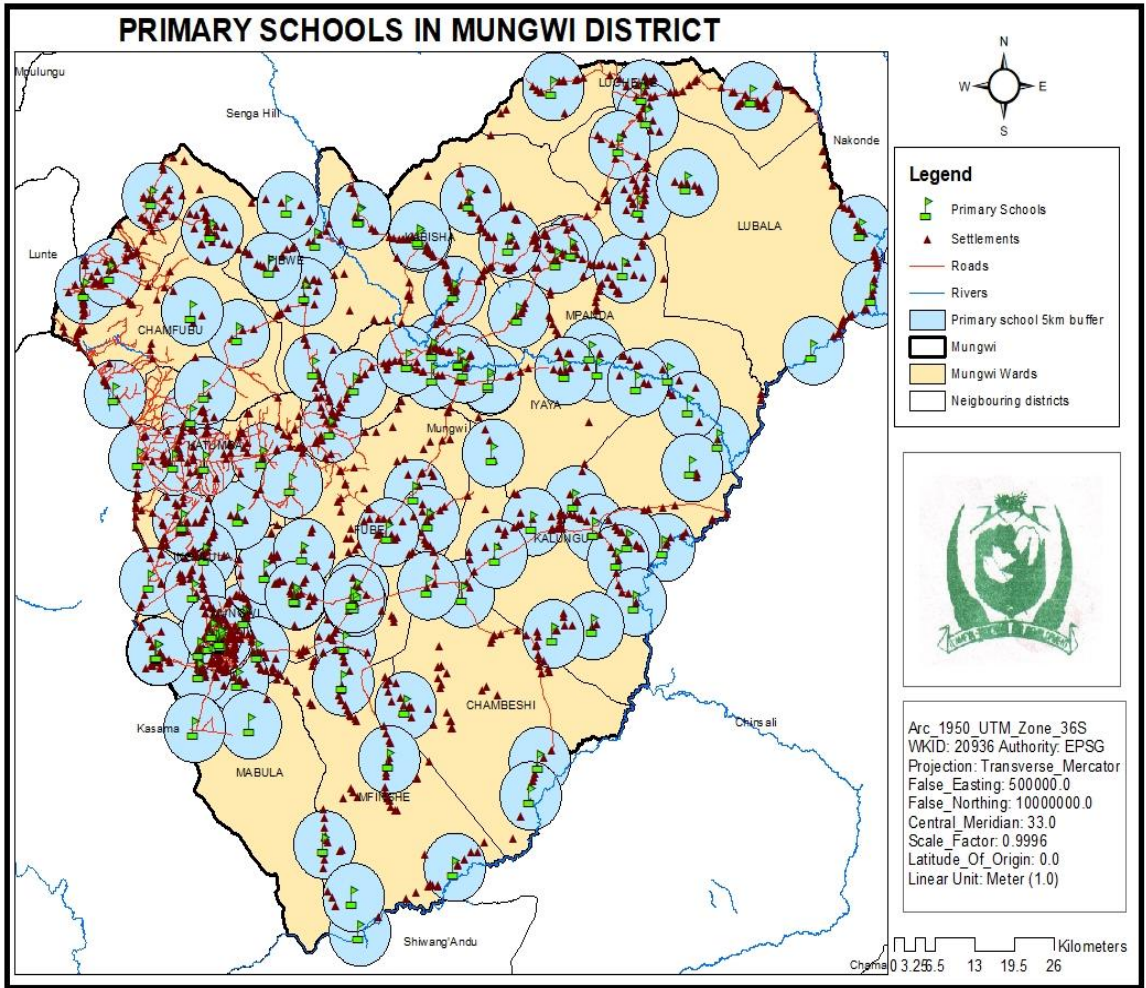 PRIMARY SCHOOLS IN MUNGWI DISTRICT
Mpulungu
Senga Hill
Nakonde
Lunte
LUBALA
KABISHA
FIBWE
CHAMFUBU
MPANDA
IYAYA
Mungwi
KALUNGU
CHAMBESHI
Kasama
MABULA
Chinsali
Shiwang'Andu
Chama
N
W
E
S
Legend
Primary Schools
Settlements
Roads
Rivers
Primary school 5km buffer
Mungwi
Mungwi Wards
Neigbouring districts
Arc_1950_UTM_Zone_36S
WKID: 20936 Authority: EPSG
Projection: Transverse_Mercator
False_Easting: 500000.0
False_Northing: 10000000.0
Central_Meridian: 33.0
Scale_Factor: 0.9996
Latitude_Of_Origin: 0.0
Linear Unit: Meter (1.0)
Kilometers
0 3.25 6.5 13 19.5 26